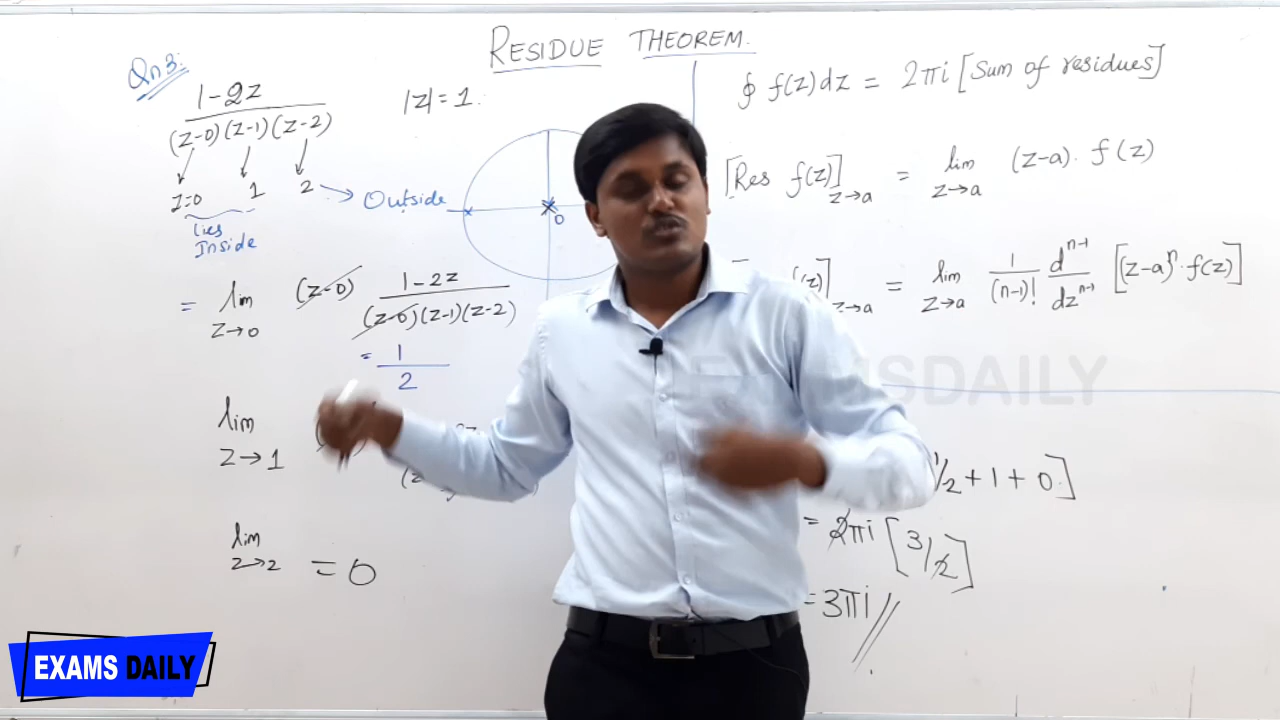 RESIDUE THEOREM.
Qn 3:
1-2z
(z-0)(z-1)(z-2)
|z| = 1.
z=0 1 2 → Outside
Lies
Inside
0
= lim (z-0) 1-2z
z→0 (z-0)(z-1)(z-2)
= 1
2
lim
z→1
lim
z→2 = 0
∮ f(z) dz = 2πi [Sum of residues]
[Res f(z)] z→a = lim z→a (z-a). f(z)
f(z)] z→a = lim z→a 1/(n-1)! d^{n-1}/dz^{n-1} [(z-a)^n . f(z)]
1/2 + 1 + 0]
= 2πi [3/2]
= 3πi //
EXAMSDAILY
EXAMS DAILY